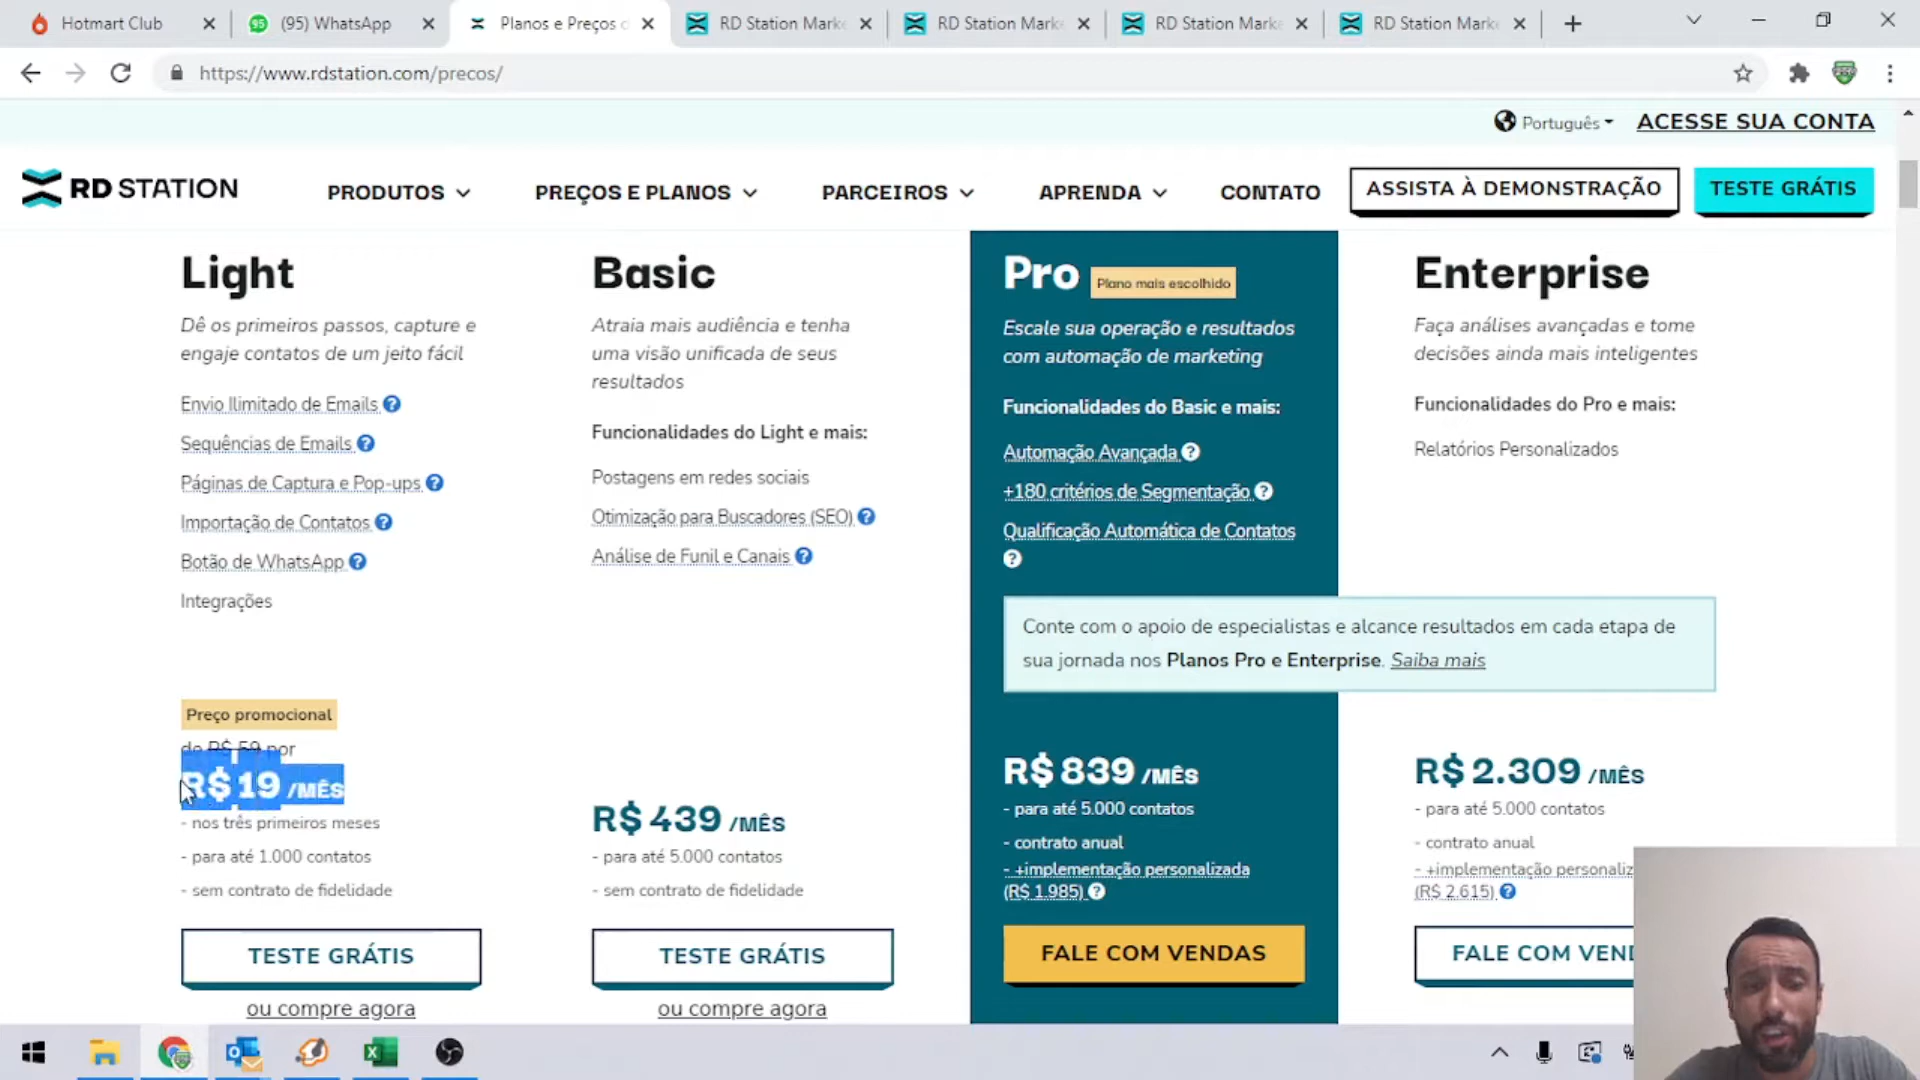 Hotmart Club
(95) WhatsApp
Planos e Preços
RD Station Mark
RD Station Mark
RD Station Mark
RD Station Mark
https://www.rdstation.com/precos/
Português
ACESSE SUA CONTA
RD STATION
PRODUTOS
PREÇOS E PLANOS
PARCEIROS
APRENDA
CONTATO
ASSISTA À DEMONSTRAÇÃO
TESTE GRÁTIS
Light
Dê os primeiros passos, capture e
engaje contatos de um jeito fácil
Envio Ilimitado de Emails
Sequências de Emails
Páginas de Captura e Pop-ups
Importação de Contatos
Botão de WhatsApp
Integrações
Preço promocional
de R$ 59 por
R$ 19 /MÊS
- nos três primeiros meses
- para até 1.000 contatos
- sem contrato de fidelidade
TESTE GRÁTIS
ou compre agora
Basic
Atraia mais audiência e tenha
uma visão unificada de seus
resultados
Funcionalidades do Light e mais:
Postagens em redes sociais
Otimização para Buscadores (SEO)
Análise de Funil e Canais
R$ 439 /MÊS
- para até 5.000 contatos
- sem contrato de fidelidade
TESTE GRÁTIS
ou compre agora
Pro
Plano mais escolhido
Escale sua operação e resultados
com automação de marketing
Funcionalidades do Basic e mais:
Automação Avançada
+180 critérios de Segmentação
Qualificação Automática de Contatos
Conte com o apoio de especialistas e alcance resultados em cada etapa de
sua jornada nos Planos Pro e Enterprise. Saiba mais
R$ 839 /MÊS
- para até 5.000 contatos
- contrato anual
- +implementação personalizada
(R$ 1.985)
FALE COM VENDAS
Enterprise
Faça análises avançadas e tome
decisões ainda mais inteligentes
Funcionalidades do Pro e mais:
Relatórios Personalizados
R$ 2.309 /MÊS
- para até 5.000 contatos
- contrato anual
- +implementação personaliz
(R$ 2.615)
FALE COM VEN